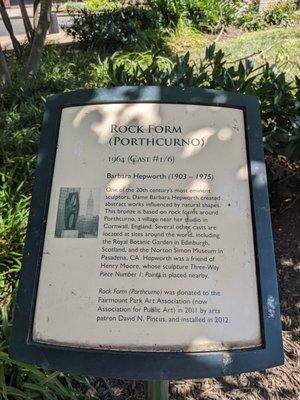 Rock Form
(Porthcurno)
1964 (Cast #1/6)
Barbara Hepworth (1903 – 1975)
One of the 20th century's most eminent
sculptors, Dame Barbara Hepworth created
abstract works influenced by natural shapes.
This bronze is based on rock forms around
Porthcurno, a village near her studio in
Cornwall, England. Several other casts are
located at sites around the world, including
the Royal Botanic Garden in Edinburgh,
Scotland, and the Norton Simon Museum in
Pasadena, CA. Hepworth was a friend of
Henry Moore, whose sculpture Three-Way
Piece Number 1: Points is placed nearby.
Rock Form (Porthcurno) was donated to the
Fairmount Park Art Association (now
Association for Public Art) in 2011 by arts
patron David N. Pincus, and installed in 2012.